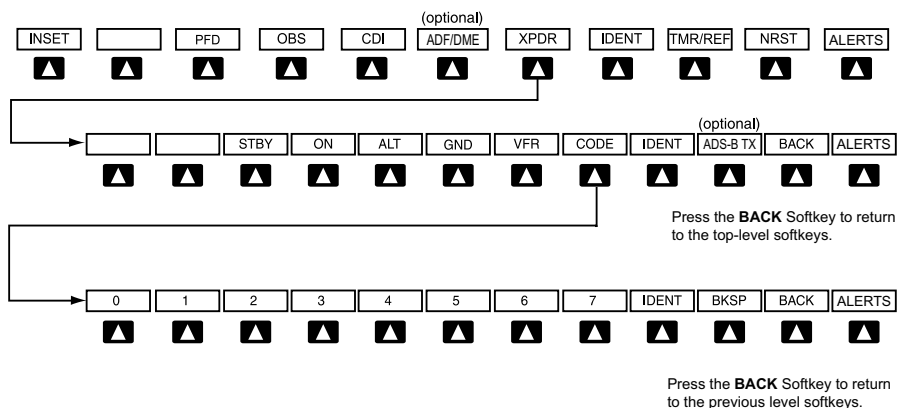 (optional)
INSET PFD OBS CDI ADF/DME XPDR IDENT TMR/REF NRST ALERTS
(optional)
STBY ON ALT GND VFR CODE IDENT ADS-B TX BACK ALERTS
Press the BACK Softkey to return
to the top-level softkeys.
0 1 2 3 4 5 6 7 IDENT BKSP BACK ALERTS
Press the BACK Softkey to return
to the previous level softkeys.